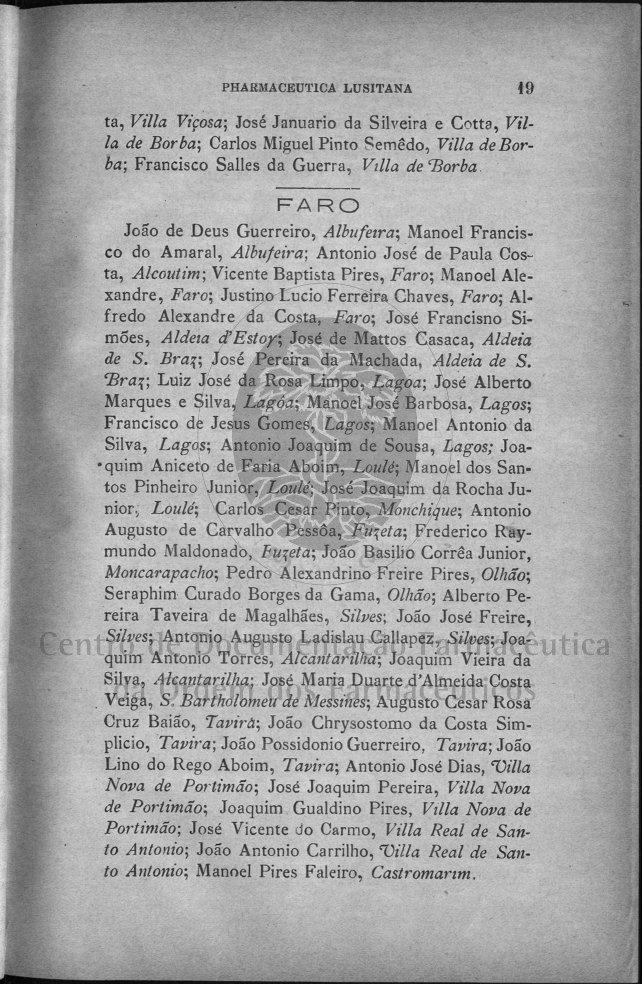 PHARMACEUTICA LUSITANA 19
ta, Villa Viçosa; José Januario da Silveira e Cotta, Vil-
la de Borba; Carlos Miguel Pinto Semêdo, Villa de Bor-
ba; Francisco Salles da Guerra, Villa de Borba.
FARO
João de Deus Guerreiro, Albufeira; Manoel Francis-
co do Amaral, Albufeira; Antonio José de Paula Cos-
ta, Alcoutim; Vicente Baptista Pires, Faro; Manoel Ale-
xandre, Faro; Justino Lucio Ferreira Chaves, Faro; Al-
fredo Alexandre da Costa, Faro; José Francisno Si-
mões, Aldeia d'Estoy; José de Mattos Casaca, Aldeia
de S. Braz; José Pereira da Machada, Aldeia de S.
Braz; Luiz José da Rosa Limpo, Lagoa; José Alberto
Marques e Silva, Lagôa; Manoel José Barbosa, Lagos;
Francisco de Jesus Gomes, Lagos; Manoel Antonio da
Silva, Lagos; Antonio Joaquim de Sousa, Lagos; Joa-
quim Aniceto de Faria Aboim, Loulé; Manoel dos San-
tos Pinheiro Junior, Loulé; José Joaquim da Rocha Ju-
nior, Loulé; Carlos Cesar Pinto, Monchique; Antonio
Augusto de Carvalho Pessôa, Fuzeta; Frederico Ray-
mundo Maldonado, Fuzeta; João Basilio Corrêa Junior,
Moncarapacho; Pedro Alexandrino Freire Pires, Olhão;
Seraphim Curado Borges da Gama, Olhão; Alberto Pe-
reira Taveira de Magalhães, Silves; João José Freire,
Silves; Antonio Augusto Ladislau Callapez, Silves; Joa-
quim Antonio Torres, Alcantarilha; Joaquim Vieira da
Silva, Alcantarilha; José Maria Duarte d'Almeida Costa
Veiga, S. Bartholomeu de Messines; Augusto Cesar Rosa
Cruz Baião, Tavira; João Chrysostomo da Costa Sim-
plicio, Tavira; João Possidonio Guerreiro, Tavira; João
Lino do Rego Aboim, Tavira; Antonio José Dias, Villa
Nova de Portimão; José Joaquim Pereira, Villa Nova
de Portimão; Joaquim Gualdino Pires, Villa Nova de
Portimão; José Vicente do Carmo, Villa Real de San-
to Antonio; João Antonio Carrilho, Villa Real de San-
to Antonio; Manoel Pires Faleiro, Castromarim.
Centro de Documentação Farmacêutica
da Ordem dos Farmacêuticos